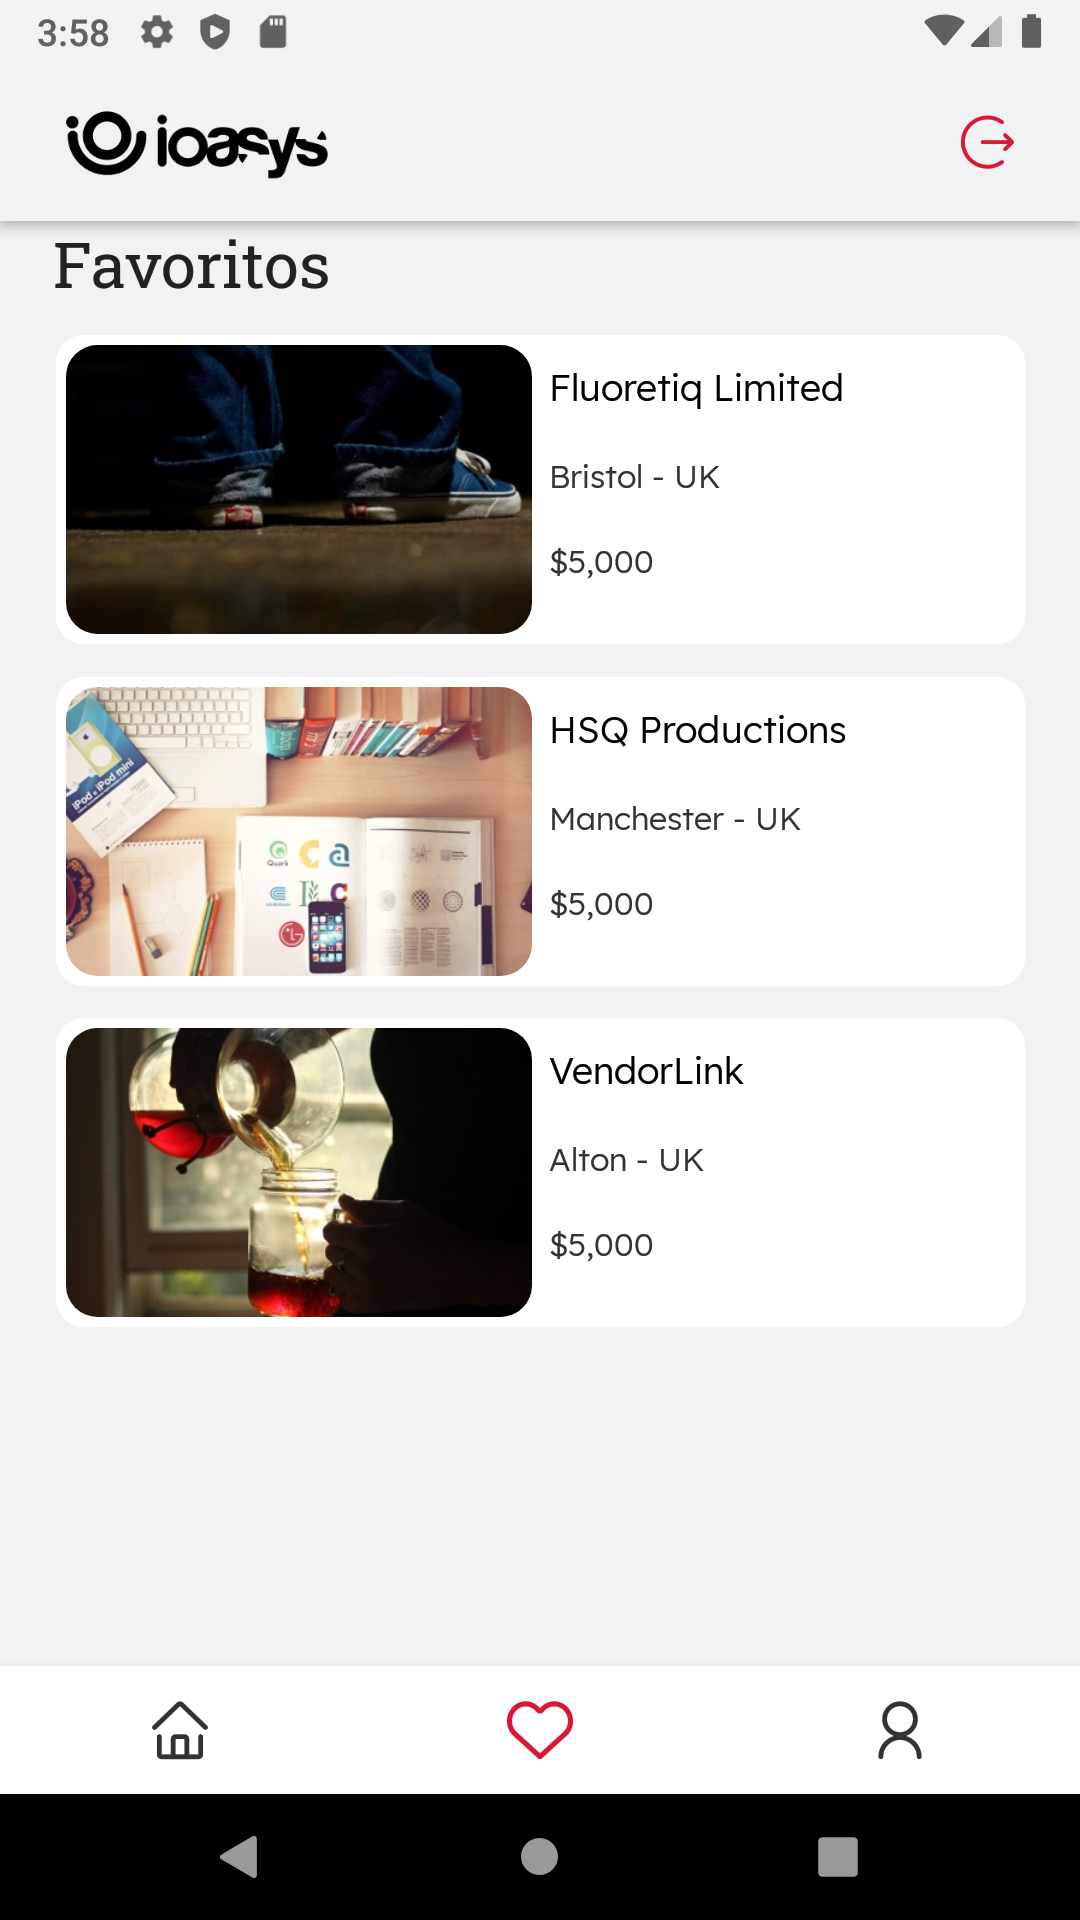 3:58
ioasys
Favoritos
Fluoretiq Limited
Bristol - UK
$5,000
iPod + iPod mini
Quark
HSQ Productions
Manchester - UK
$5,000
VendorLink
Alton - UK
$5,000